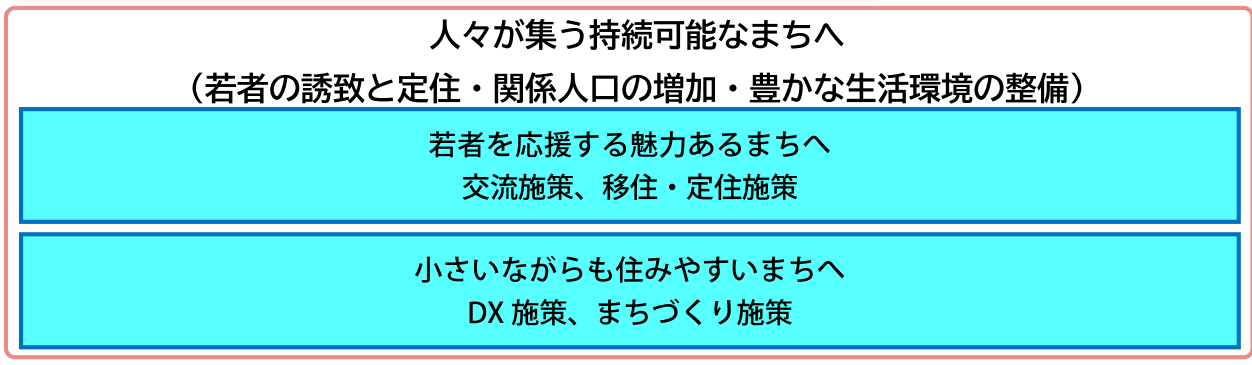 人々が集う持続可能なまちへ
（若者の誘致と定住・関係人口の増加・豊かな生活環境の整備）
若者を応援する魅力あるまちへ
交流施策、移住・定住施策
小さいながらも住みやすいまちへ
DX 施策、まちづくり施策